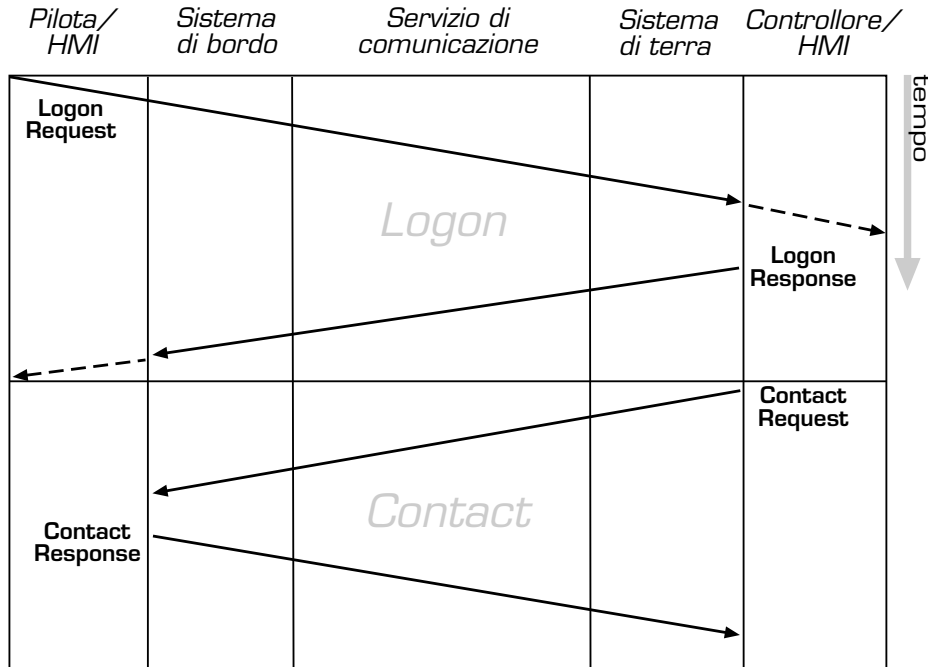 Pilota/
HMI
Sistema
di bordo
Servizio di
comunicazione
Sistema
di terra
Controllore/
HMI
tempo
Logon
Request
Logon
Logon
Response
Contact
Request
Contact
Contact
Response